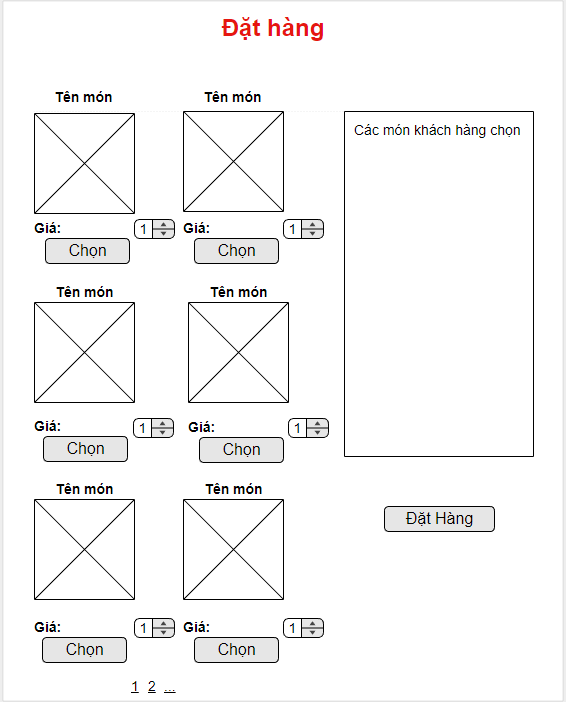 Đặt hàng
Tên món
Tên món
Các món khách hàng chọn
Giá:
1
Giá:
1
Chọn
Chọn
Tên món
Tên món
Giá:
1
Giá:
1
Chọn
Chọn
Tên món
Tên món
Đặt Hàng
Giá:
1
Giá:
1
Chọn
Chọn
1 2 ...